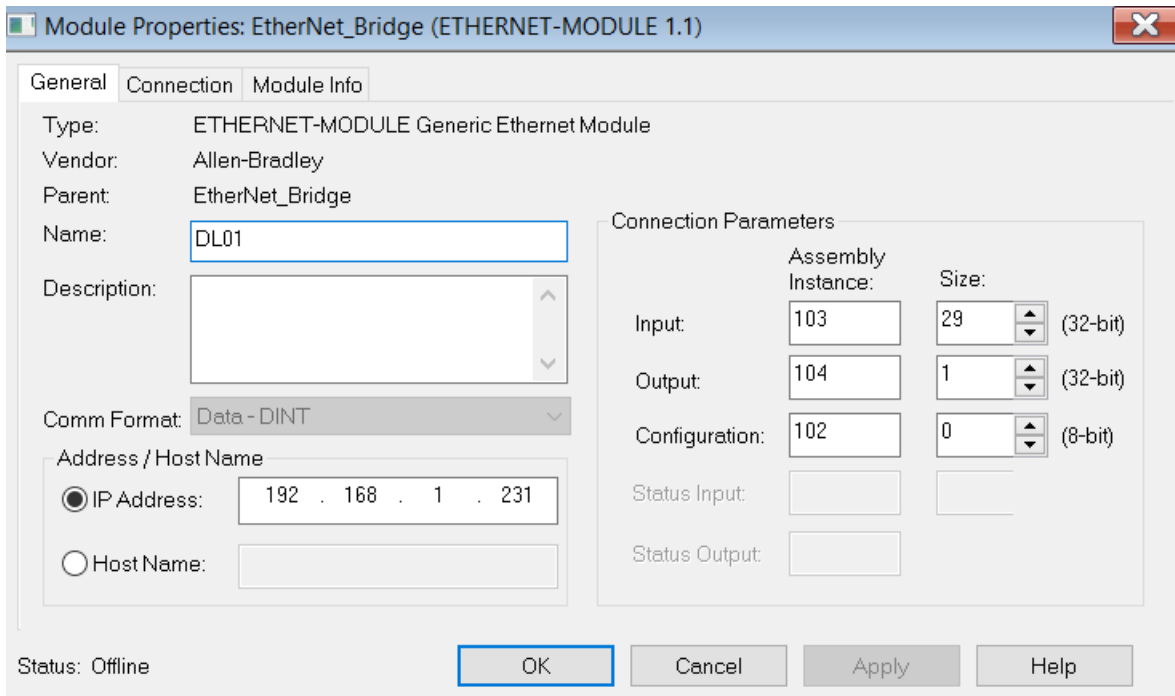 Module Properties: EtherNet_Bridge (ETHERNET-MODULE 1.1)
General Connection Module Info
Type: ETHERNET-MODULE Generic Ethernet Module
Vendor: Allen-Bradley
Parent: EtherNet_Bridge
Name: DL01
Description:
Comm Format: Data - DINT
Address / Host Name
IP Address: 192 . 168 . 1 . 231
Host Name:
Connection Parameters
Assembly
Instance: Size:
Input: 103 29 (32-bit)
Output: 104 1 (32-bit)
Configuration: 102 0 (8-bit)
Status Input:
Status Output:
Status: Offline OK Cancel Apply Help